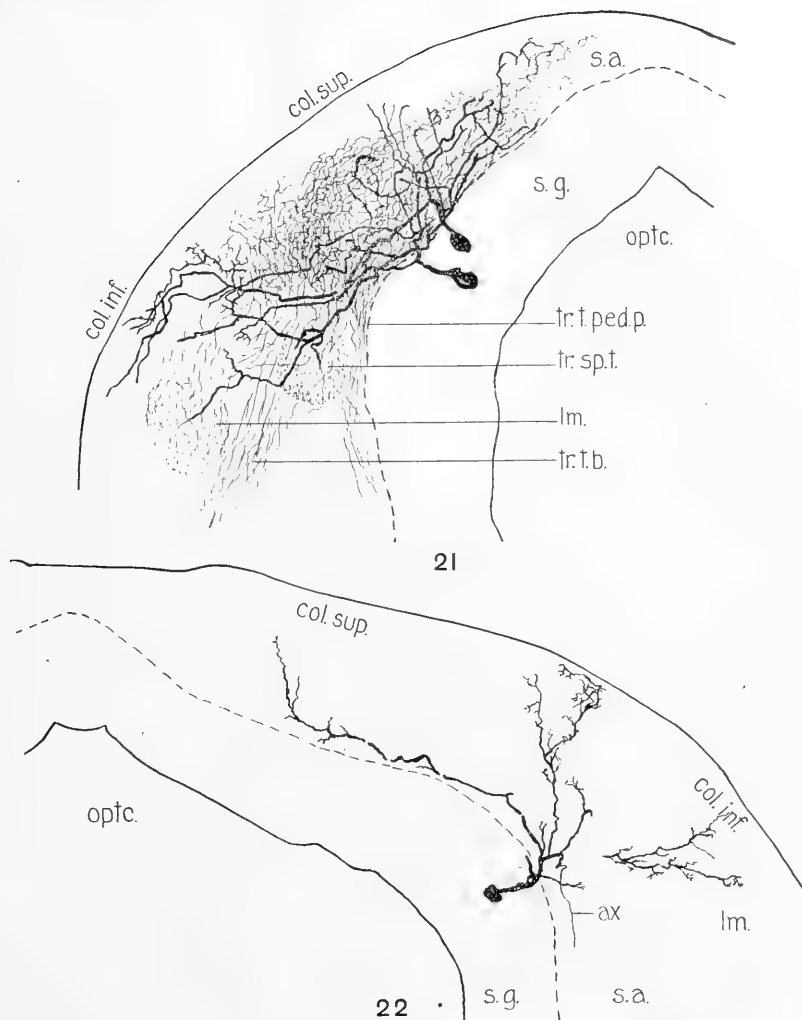 s.a.
col. sup.
s.g.
optc.
col. inf.
tr. t. ped. p.
tr. sp. t.
lm.
tr. t. b.
21
col. sup.
optc.
col. inf.
ax
lm.
s.g.
s.a.
22